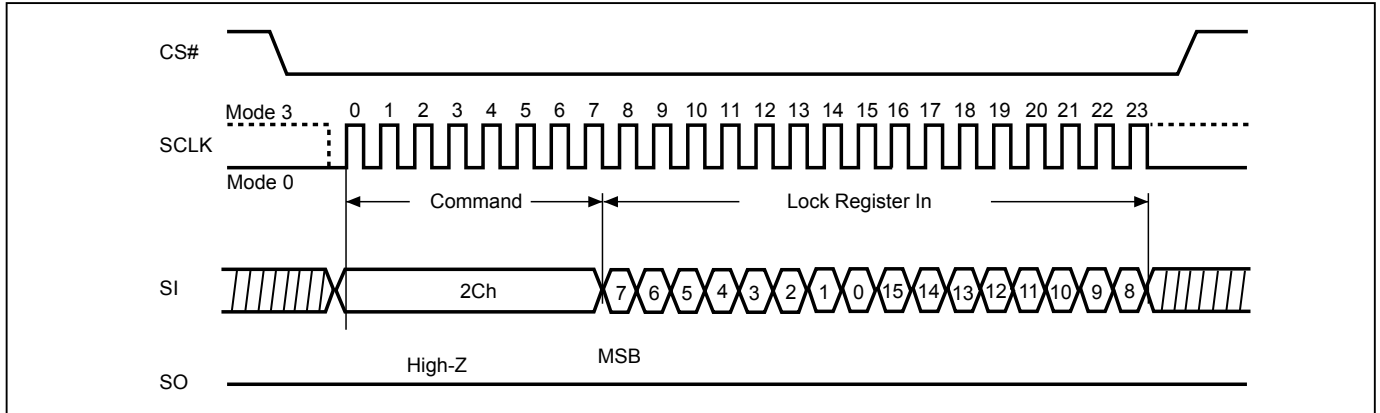 CS#
Mode 3
0 1 2 3 4 5 6 7 8 9 10 11 12 13 14 15 16 17 18 19 20 21 22 23
SCLK
Mode 0
Command
Lock Register In
SI
2Ch
7 6 5 4 3 2 1 0 15 14 13 12 11 10 9 8
High-Z
MSB
SO